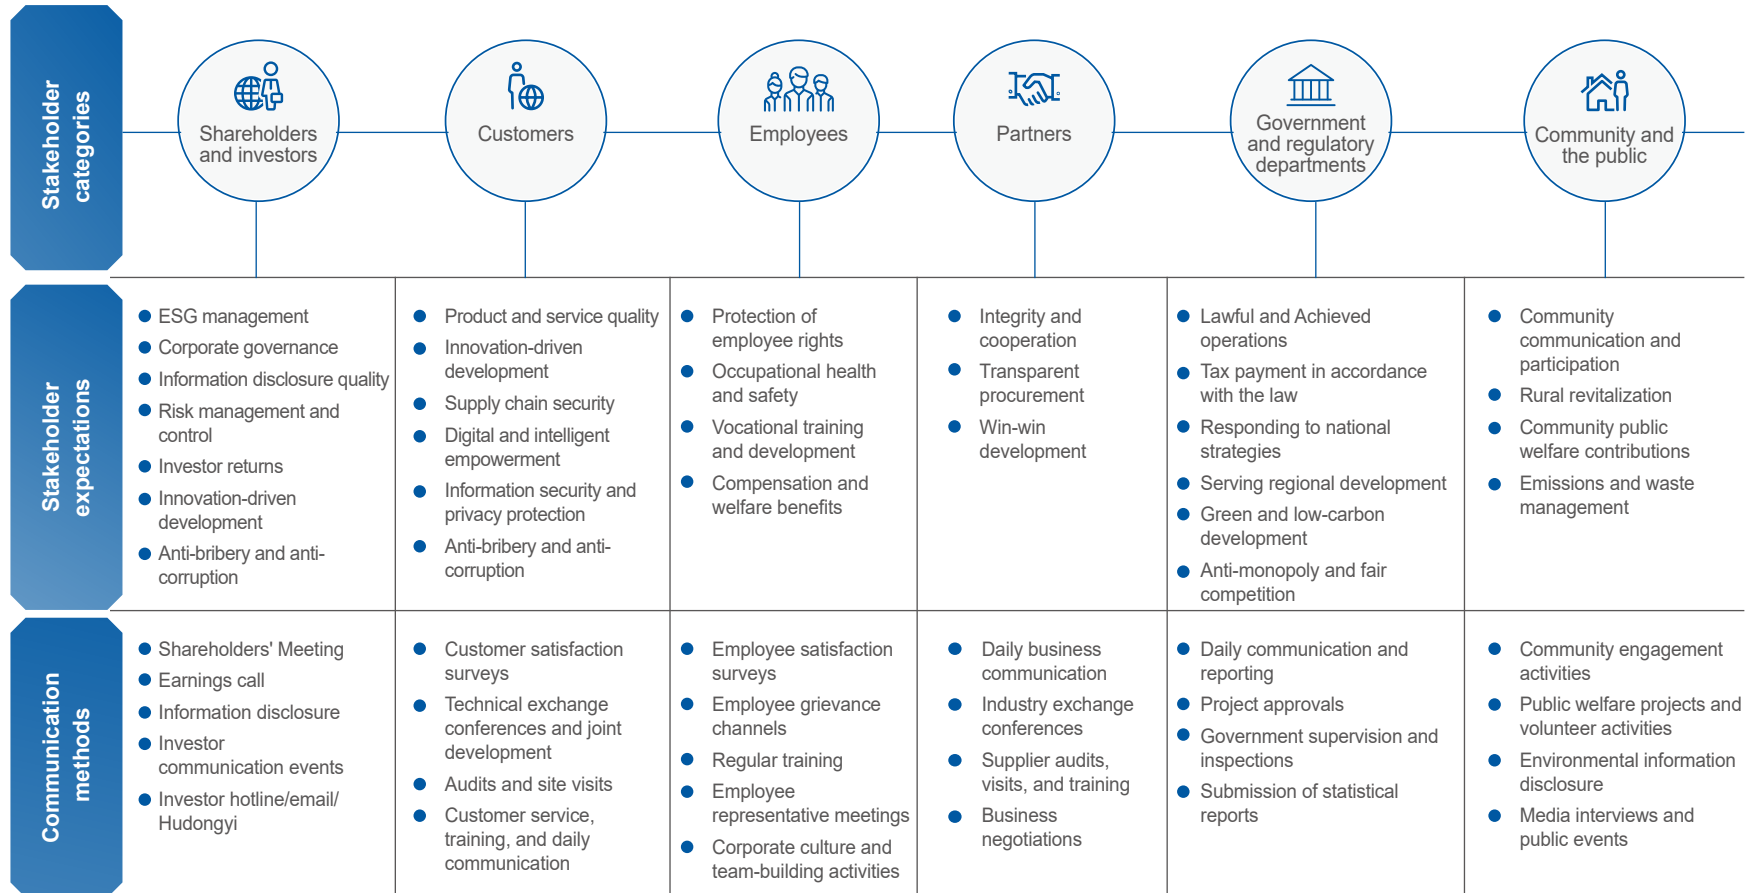 Stakeholder
categories
Shareholders
and investors
Customers
Employees
Partners
Government
and regulatory
departments
Community and
the public
Stakeholder
expectations
ESG management
Corporate governance
Information disclosure quality
Risk management and
control
Investor returns
Innovation-driven
development
Anti-bribery and anti-
corruption
Product and service quality
Innovation-driven
development
Supply chain security
Digital and intelligent
empowerment
Information security and
privacy protection
Anti-bribery and anti-
corruption
Protection of
employee rights
Occupational health
and safety
Vocational training
and development
Compensation and
welfare benefits
Integrity and
cooperation
Transparent
procurement
Win-win
development
Lawful and Achieved
operations
Tax payment in accordance
with the law
Responding to national
strategies
Serving regional development
Green and low-carbon
development
Anti-monopoly and fair
competition
Community
communication and
participation
Rural revitalization
Community public
welfare contributions
Emissions and waste
management
Communication
methods
Shareholders' Meeting
Earnings call
Information disclosure
Investor
communication events
Investor hotline/email/
Hudongyi
Customer satisfaction
surveys
Technical exchange
conferences and joint
development
Audits and site visits
Customer service,
training, and daily
communication
Employee satisfaction
surveys
Employee grievance
channels
Regular training
Employee
representative meetings
Corporate culture and
team-building activities
Daily business
communication
Industry exchange
conferences
Supplier audits,
visits, and training
Business
negotiations
Daily communication and
reporting
Project approvals
Government supervision and
inspections
Submission of statistical
reports
Community engagement
activities
Public welfare projects and
volunteer activities
Environmental information
disclosure
Media interviews and
public events